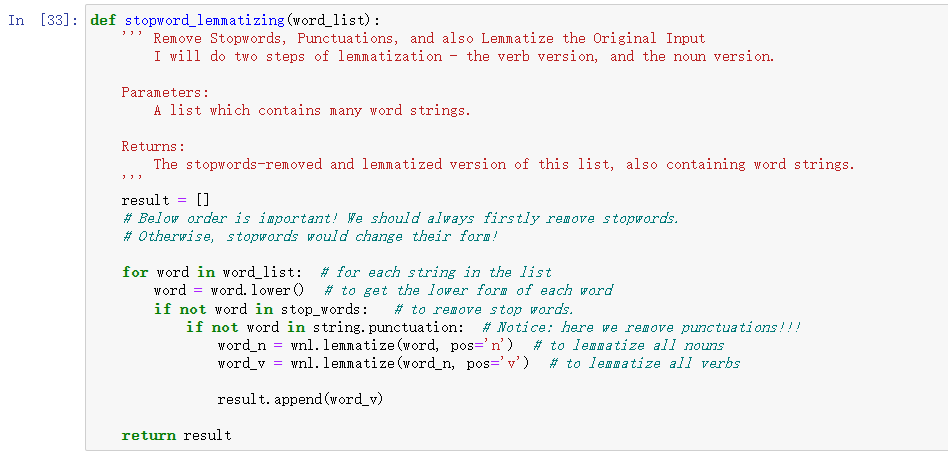 In [33]: def stopword_lemmatizing(word_list):
    ''' Remove Stopwords, Punctuations, and also Lemmatize the Original Input
        I will do two steps of lemmatization - the verb version, and the noun version.

    Parameters:
        A list which contains many word strings.

    Returns:
        The stopwords-removed and lemmatized version of this list, also containing word strings.
    '''
    result = []
    # Below order is important! We should always firstly remove stopwords.
    # Otherwise, stopwords would change their form!

    for word in word_list:  # for each string in the list
        word = word.lower()  # to get the lower form of each word
        if not word in stop_words:   # to remove stop words.
            if not word in string.punctuation:  # Notice: here we remove punctuations!!!
                word_n = wnl.lemmatize(word, pos='n')  # to lemmatize all nouns
                word_v = wnl.lemmatize(word_n, pos='v')  # to lemmatize all verbs

                result.append(word_v)

    return result